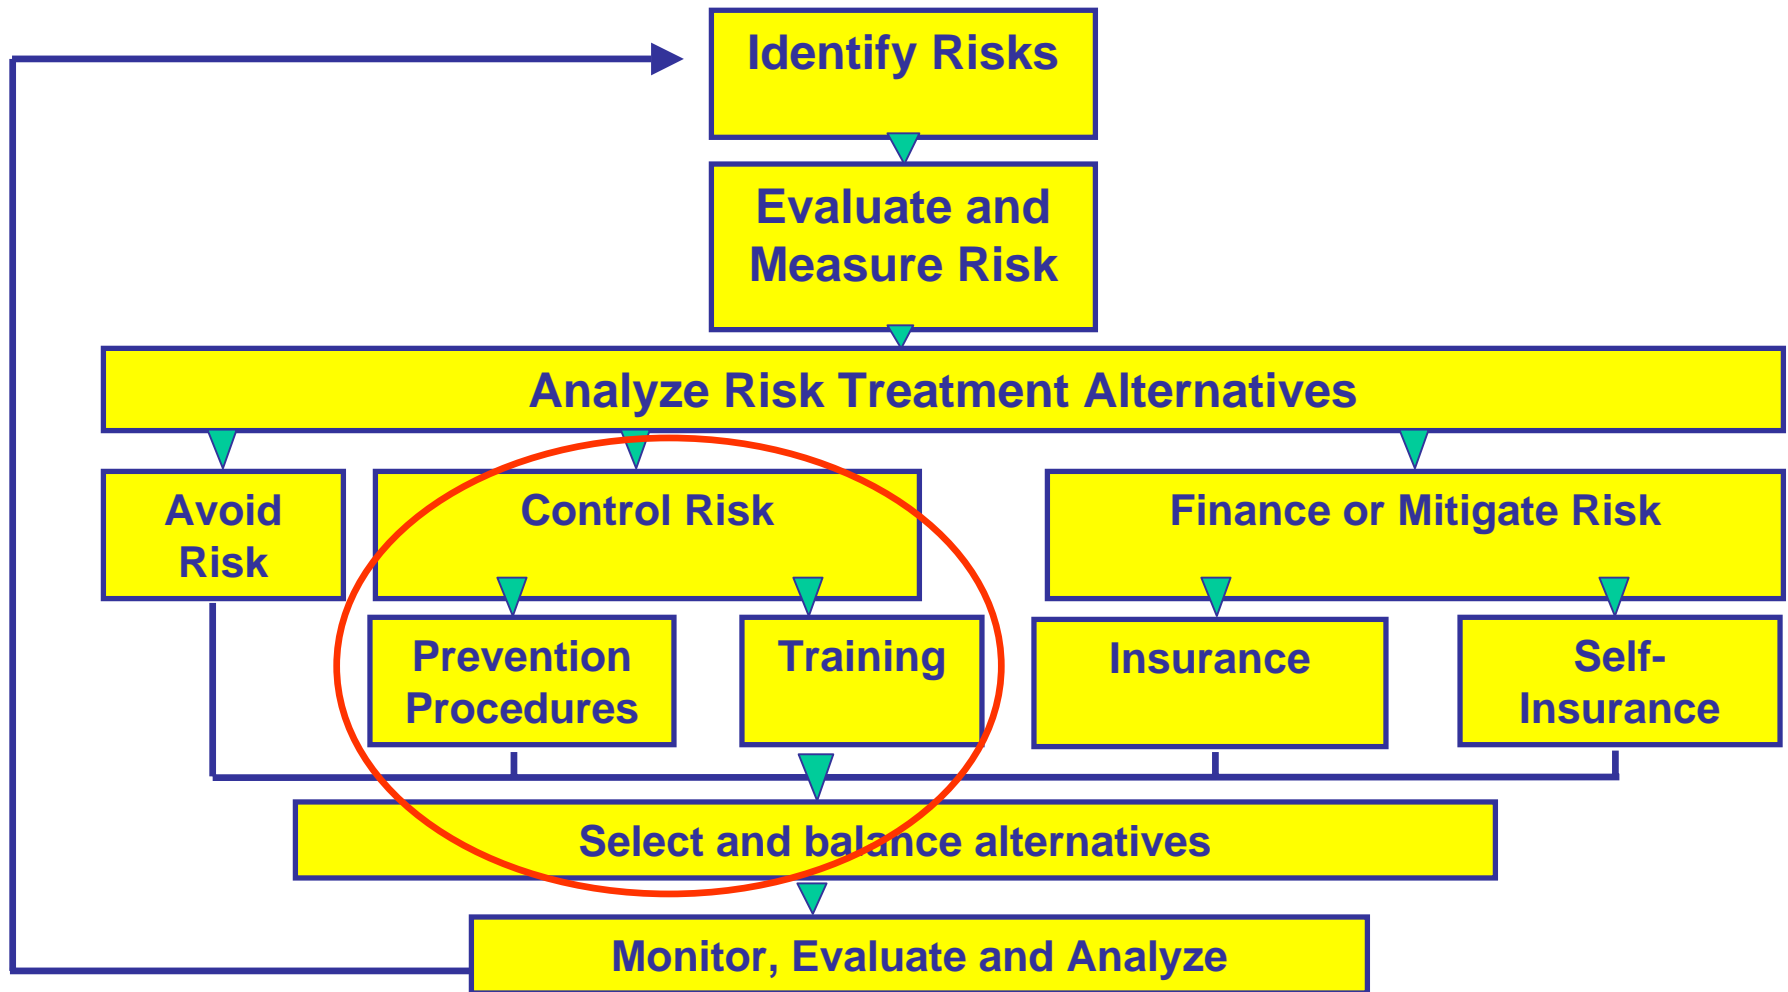 Identify Risks
Evaluate and
Measure Risk
Analyze Risk Treatment Alternatives
Avoid
Risk
Control Risk
Finance or Mitigate Risk
Prevention
Procedures
Training
Insurance
Self-
Insurance
Select and balance alternatives
Monitor, Evaluate and Analyze